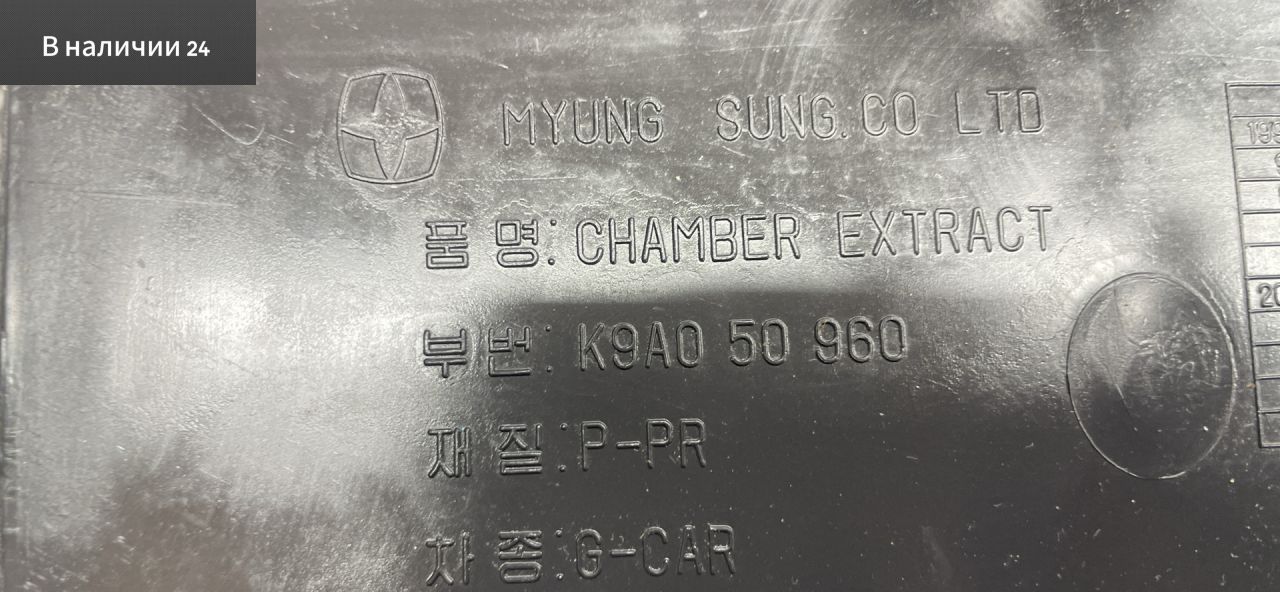 В наличии 24
MYUNG SUNG.CO LTD
품 명: CHAMBER EXTRACT
부 번: K9A0 50 960
재 질: P-PR
차 종: G-CAR